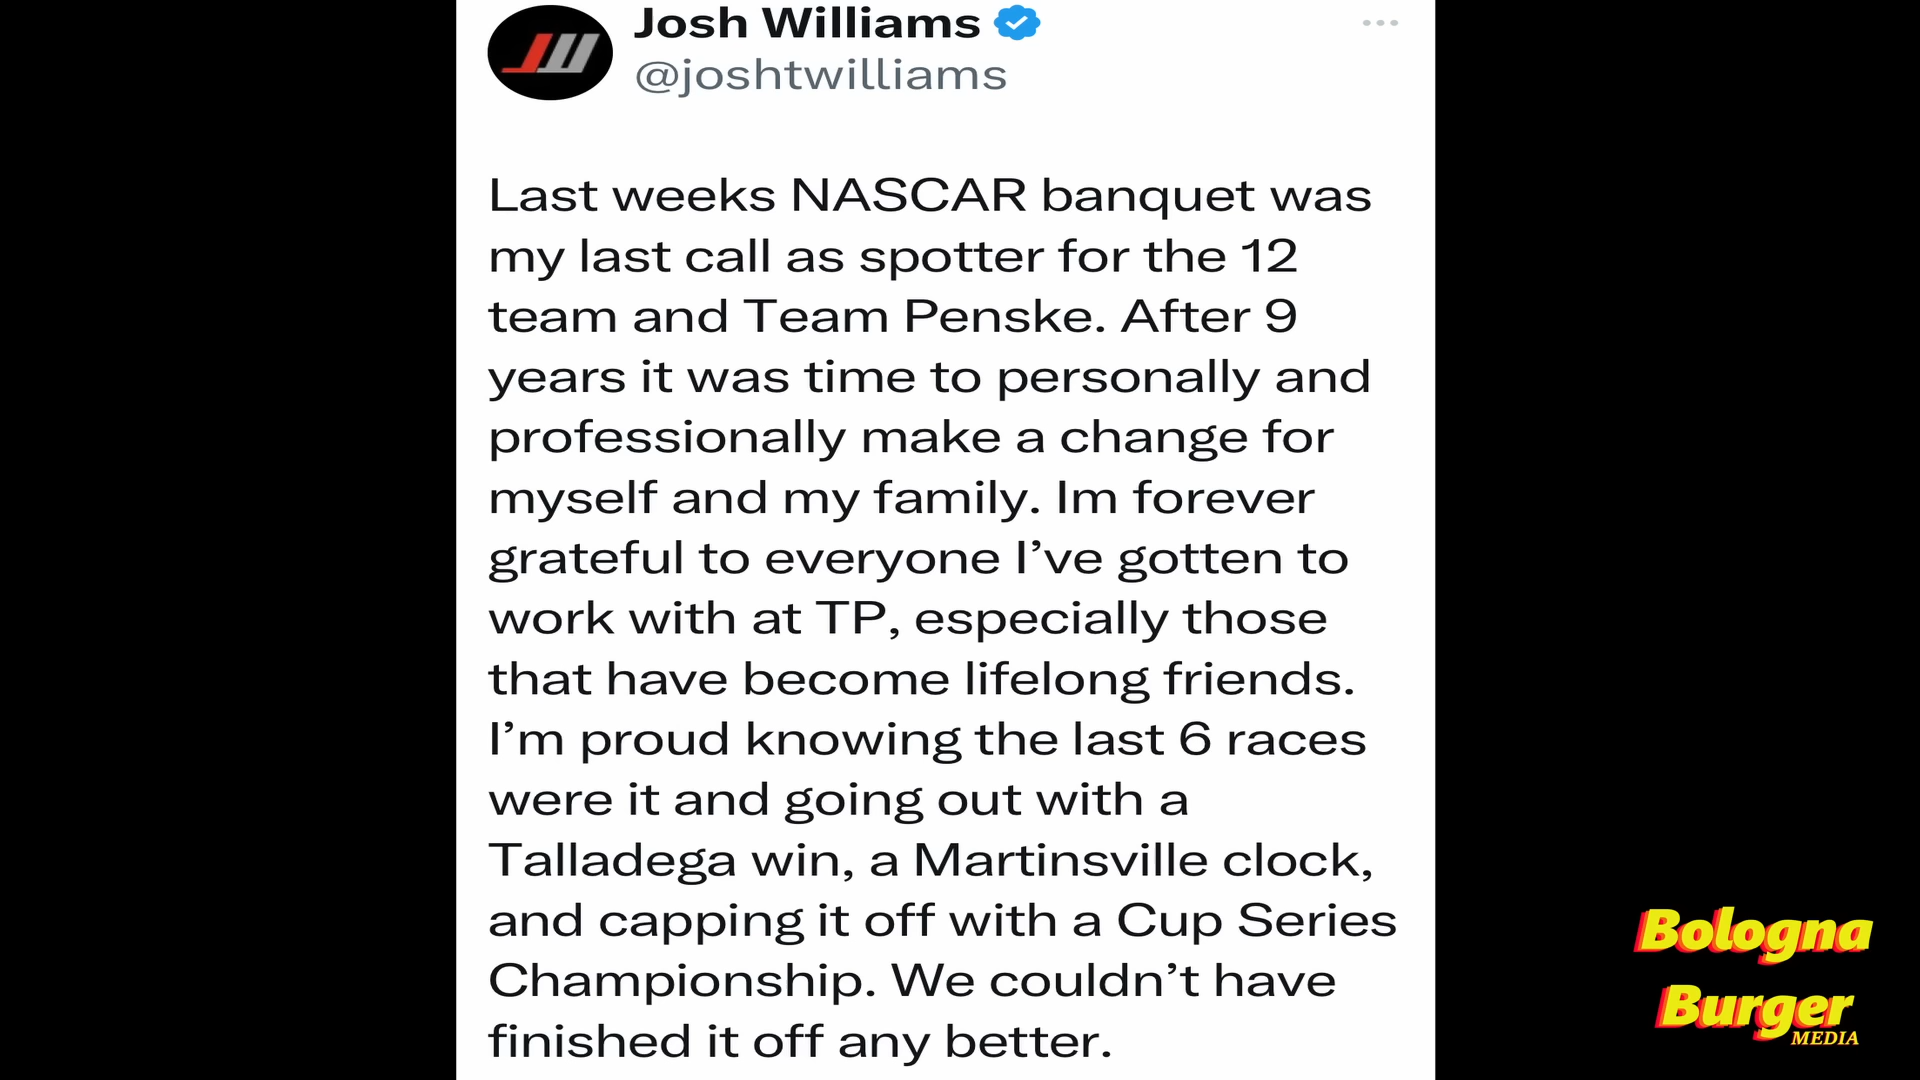 Josh Williams
@joshtwilliams
Last weeks NASCAR banquet was
my last call as spotter for the 12
team and Team Penske. After 9
years it was time to personally and
professionally make a change for
myself and my family. Im forever
grateful to everyone I’ve gotten to
work with at TP, especially those
that have become lifelong friends.
I’m proud knowing the last 6 races
were it and going out with a
Talladega win, a Martinsville clock,
and capping it off with a Cup Series
Championship. We couldn’t have
finished it off any better.
Bologna
Burger
MEDIA